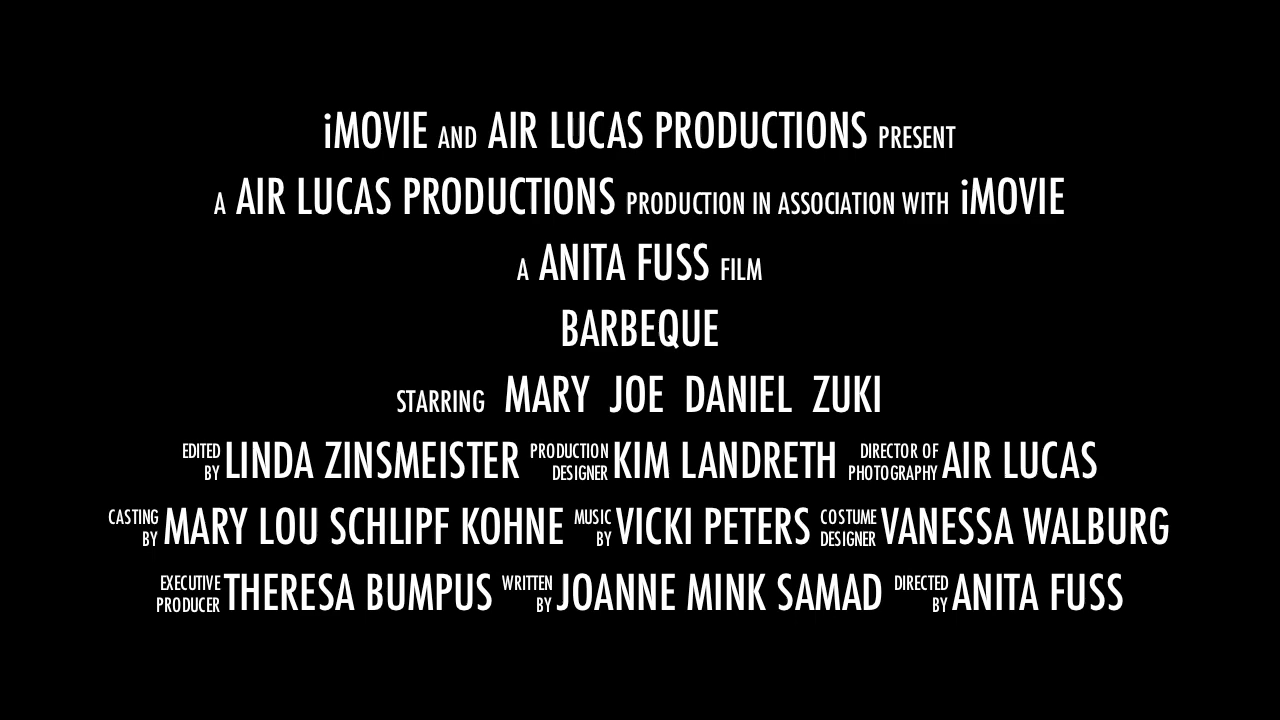 iMOVIE AND AIR LUCAS PRODUCTIONS PRESENT
A AIR LUCAS PRODUCTIONS PRODUCTION IN ASSOCIATION WITH iMOVIE
A ANITA FUSS FILM
BARBEQUE
STARRING MARY JOE DANIEL ZUKI
EDITED BY LINDA ZINSMEISTER PRODUCTION DESIGNER KIM LANDRETH DIRECTOR OF PHOTOGRAPHY AIR LUCAS
CASTING BY MARY LOU SCHLIPF KOHNE MUSIC BY VICKI PETERS COSTUME DESIGNER VANESSA WALBURG
EXECUTIVE PRODUCER THERESA BUMPUS WRITTEN BY JOANNE MINK SAMAD DIRECTED BY ANITA FUSS